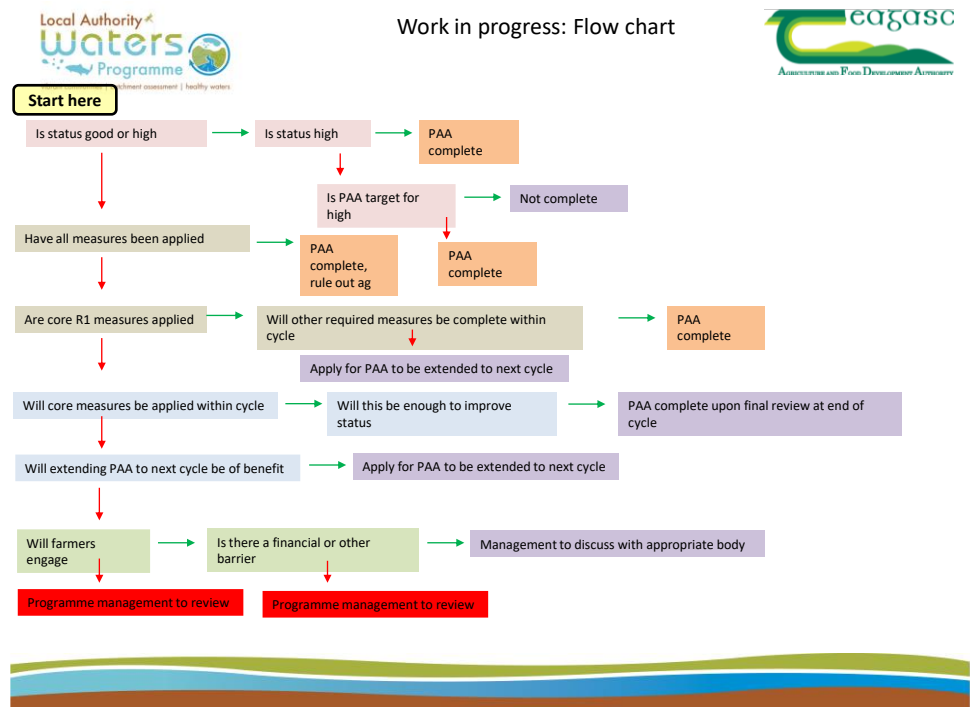 Local Authority
Waters
Programme
Work in progress: Flow chart
eagasc
AGRICULTURE AND FOOD DEVELOPMENT AUTHORITY
assessment | healthy waters
Start here
Is status good or high
Is status high
PAA
complete
Is PAA target for
high
Not complete
Have all measures been applied
PAA
complete,
rule out ag
PAA
complete
Are core R1 measures applied
Will other required measures be complete within
cycle
PAA
complete
Apply for PAA to be extended to next cycle
Will core measures be applied within cycle
Will this be enough to improve
status
PAA complete upon final review at end of
cycle
Will extending PAA to next cycle be of benefit
Apply for PAA to be extended to next cycle
Will farmers
engage
Is there a financial or other
barrier
Management to discuss with appropriate body
Programme management to review
Programme management to review